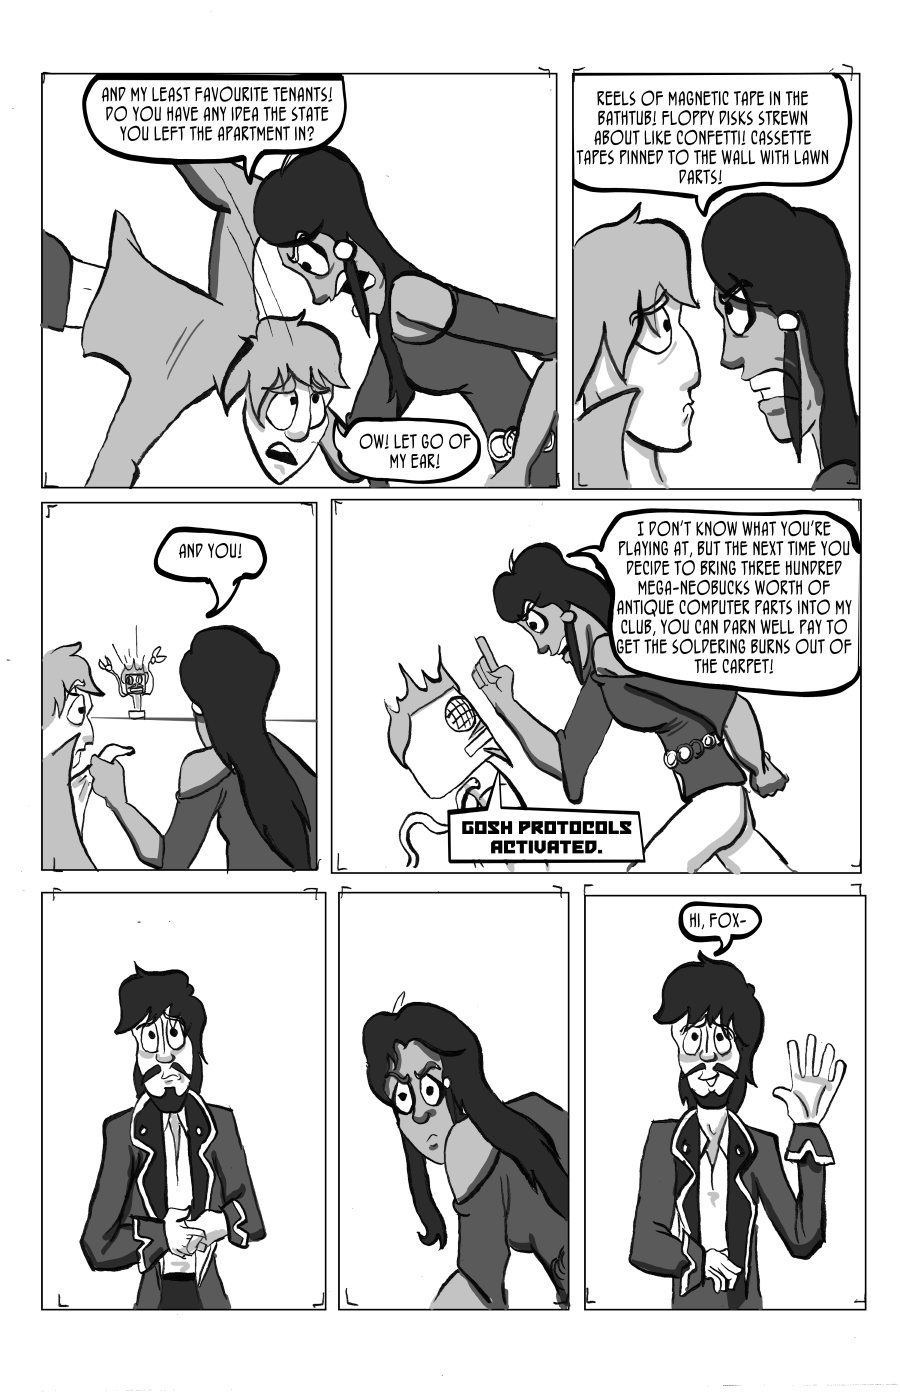 AND MY LEAST FAVOURITE TENANTS!
DO YOU HAVE ANY IDEA THE STATE
YOU LEFT THE APARTMENT IN?
OW! LET GO OF
MY EAR!
REELS OF MAGNETIC TAPE IN THE
BATHTUB! FLOPPY DISKS STREWN
ABOUT LIKE CONFETTI! CASSETTE
TAPES PINNED TO THE WALL WITH LAWN
DARTS!
AND YOU!
I DON'T KNOW WHAT YOU'RE
PLAYING AT, BUT THE NEXT TIME YOU
DECIDE TO BRING THREE HUNDRED
MEGA-NEOBUCKS WORTH OF
ANTIQUE COMPUTER PARTS INTO MY
CLUB, YOU CAN DARN WELL PAY TO
GET THE SOLDERING BURNS OUT OF
THE CARPET!
GOSH PROTOCOLS
ACTIVATED.
HI, FOX-